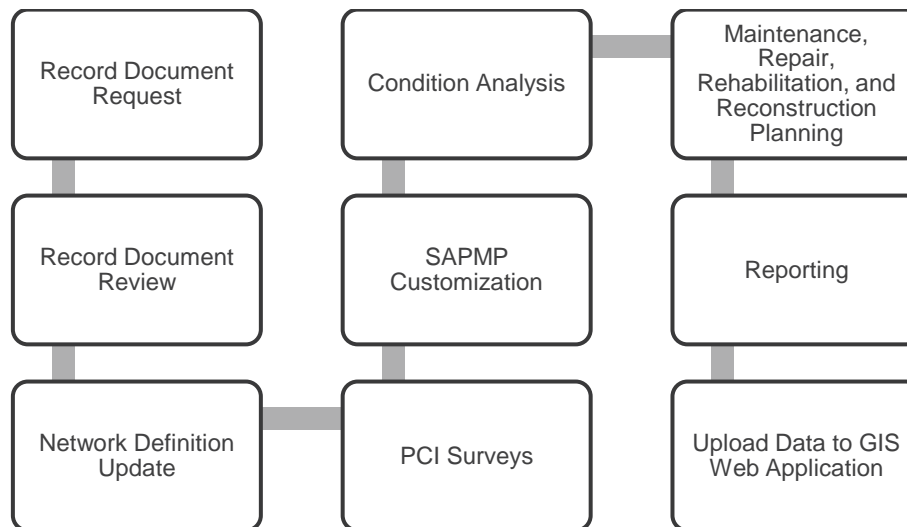 Record Document
Request
Record Document
Review
Network Definition
Update
PCI Surveys
SAPMP
Customization
Condition Analysis
Maintenance,
Repair,
Rehabilitation, and
Reconstruction
Planning
Reporting
Upload Data to GIS
Web Application